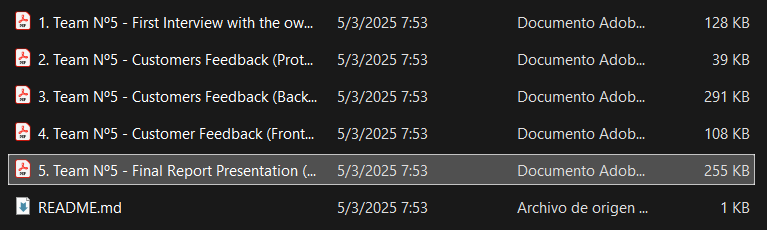 1. Team Nº5 - First Interview with the ow... 5/3/2025 7:53 Documento Adob... 128 KB
2. Team Nº5 - Customers Feedback (Prot... 5/3/2025 7:53 Documento Adob... 39 KB
3. Team Nº5 - Customers Feedback (Back... 5/3/2025 7:53 Documento Adob... 291 KB
4. Team Nº5 - Customer Feedback (Front... 5/3/2025 7:53 Documento Adob... 108 KB
5. Team Nº5 - Final Report Presentation (... 5/3/2025 7:53 Documento Adob... 255 KB
README.md 5/3/2025 7:53 Archivo de origen ... 1 KB